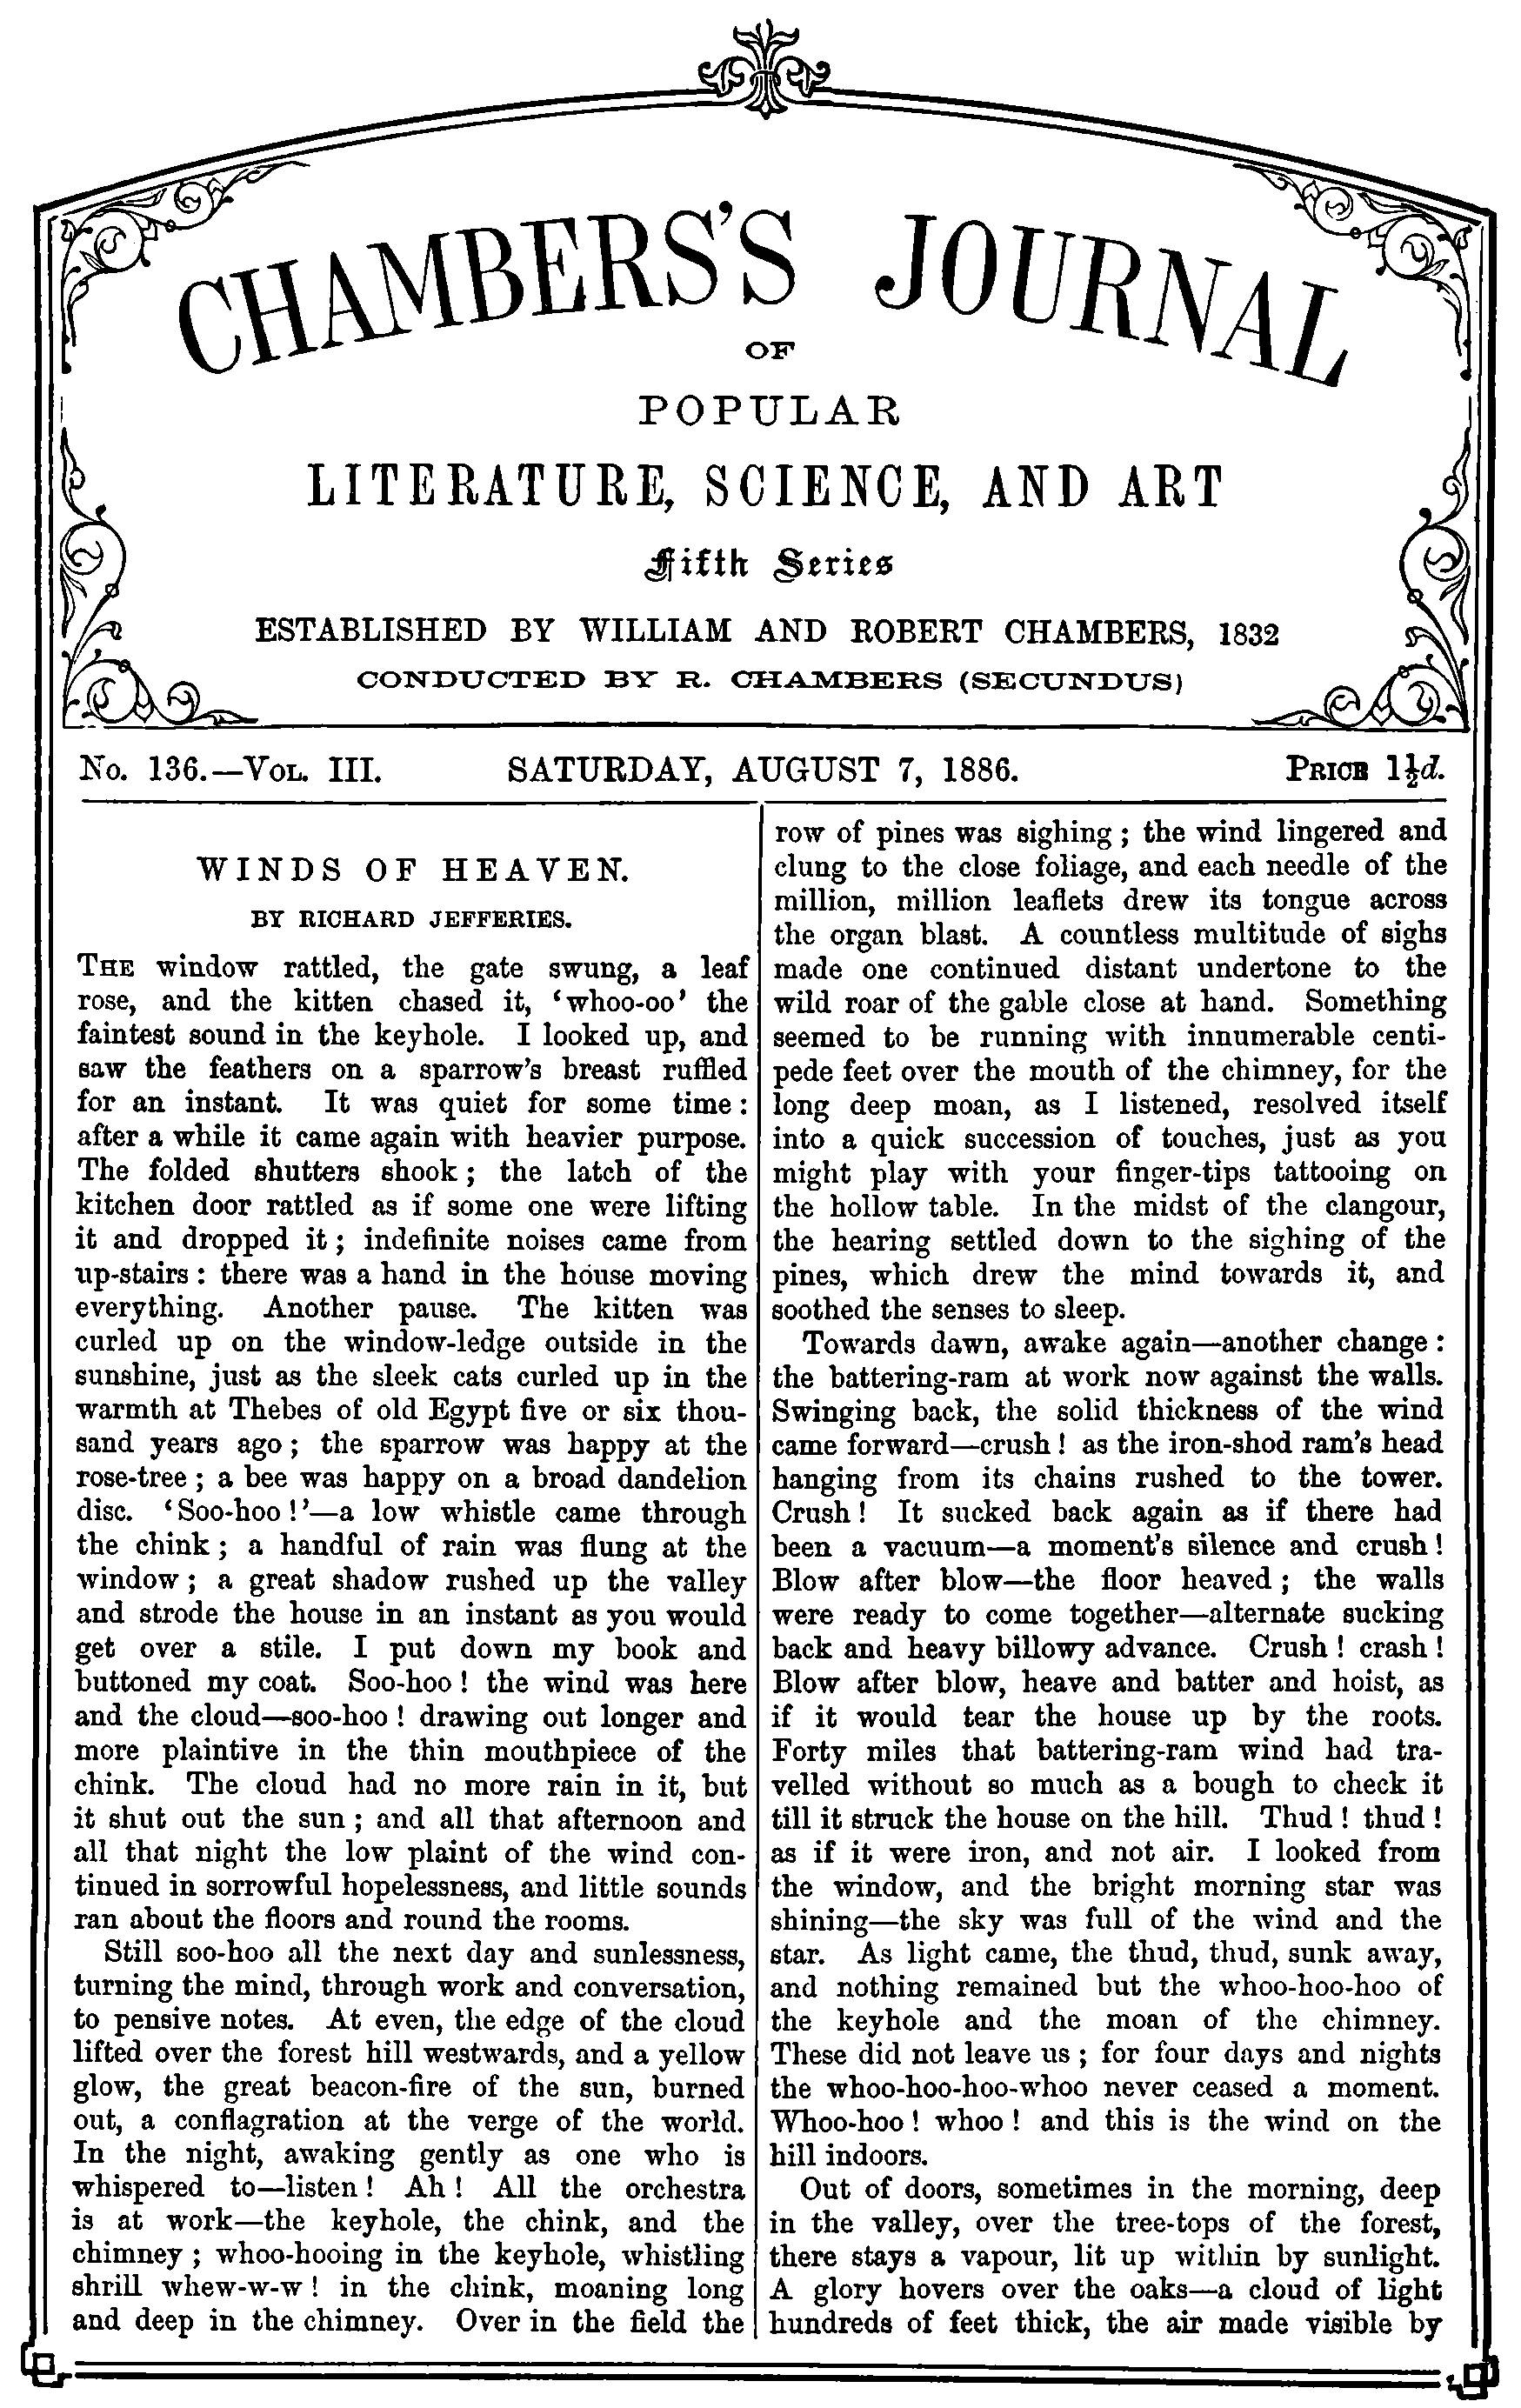 CHAMBERS'S JOURNAL
OF
POPULAR
LITERATURE, SCIENCE, AND ART
Fifth Series
ESTABLISHED BY WILLIAM AND ROBERT CHAMBERS, 1832
CONDUCTED BY R. CHAMBERS (SECUNDUS)
No. 136.—Vol. III. SATURDAY, AUGUST 7, 1886. Price 1½d.
WINDS OF HEAVEN.
BY RICHARD JEFFERIES.
The window rattled, the gate swung, a leaf
rose, and the kitten chased it, ‘whoo-oo’ the
faintest sound in the keyhole. I looked up, and
saw the feathers on a sparrow's breast ruffled
for an instant. It was quiet for some time:
after a while it came again with heavier purpose.
The folded shutters shook; the latch of the
kitchen door rattled as if some one were lifting
it and dropped it; indefinite noises came from
up-stairs: there was a hand in the house moving
everything. Another pause. The kitten was
curled up on the window-ledge outside in the
sunshine, just as the sleek cats curled up in the
warmth at Thebes of old Egypt five or six thou-
sand years ago; the sparrow was happy at the
rose-tree; a bee was happy on a broad dandelion
disc. ‘Soo-hoo!’—a low whistle came through
the chink; a handful of rain was flung at the
window; a great shadow rushed up the valley
and strode the house in an instant as you would
get over a stile. I put down my book and
buttoned my coat. Soo-hoo! the wind was here
and the cloud—soo-hoo! drawing out longer and
more plaintive in the thin mouthpiece of the
chink. The cloud had no more rain in it, but
it shut out the sun; and all that afternoon and
all that night the low plaint of the wind con-
tinued in sorrowful hopelessness, and little sounds
ran about the floors and round the rooms.
Still soo-hoo all the next day and sunlessness,
turning the mind, through work and conversation,
to pensive notes. At even, the edge of the cloud
lifted over the forest hill westwards, and a yellow
glow, the great beacon-fire of the sun, burned
out, a conflagration at the verge of the world.
In the night, awaking gently as one who is
whispered to—listen! Ah! All the orchestra
is at work—the keyhole, the chink, and the
chimney; whoo-hooing in the keyhole, whistling
shrill whew-w-w! in the chink, moaning long
and deep in the chimney. Over in the field the
row of pines was sighing; the wind lingered and
clung to the close foliage, and each needle of the
million, million leaflets drew its tongue across
the organ blast. A countless multitude of sighs
made one continued distant undertone to the
wild roar of the gable close at hand. Something
seemed to be running with innumerable centi-
pede feet over the mouth of the chimney, for the
long deep moan, as I listened, resolved itself
into a quick succession of touches, just as you
might play with your finger-tips tattooing on
the hollow table. In the midst of the clangour,
the hearing settled down to the sighing of the
pines, which drew the mind towards it, and
soothed the senses to sleep.
Towards dawn, awake again—another change:
the battering-ram at work now against the walls.
Swinging back, the solid thickness of the wind
came forward—crush! as the iron-shod ram's head
hanging from its chains rushed to the tower.
Crush! It sucked back again as if there had
been a vacuum—a moment's silence and crush!
Blow after blow—the floor heaved; the walls
were ready to come together—alternate sucking
back and heavy billowy advance. Crush! crash!
Blow after blow, heave and batter and hoist, as
if it would tear the house up by the roots.
Forty miles that battering-ram wind had tra-
velled without so much as a bough to check it
till it struck the house on the hill. Thud! thud!
as if it were iron, and not air. I looked from
the window, and the bright morning star was
shining—the sky was full of the wind and the
star. As light came, the thud, thud, sunk away,
and nothing remained but the whoo-hoo-hoo of
the keyhole and the moan of the chimney.
These did not leave us; for four days and nights
the whoo-hoo-hoo-whoo never ceased a moment.
Whoo-hoo! whoo! and this is the wind on the
hill indoors.
Out of doors, sometimes in the morning, deep
in the valley, over the tree-tops of the forest,
there stays a vapour, lit up within by sunlight.
A glory hovers over the oaks—a cloud of light
hundreds of feet thick, the air made visible by